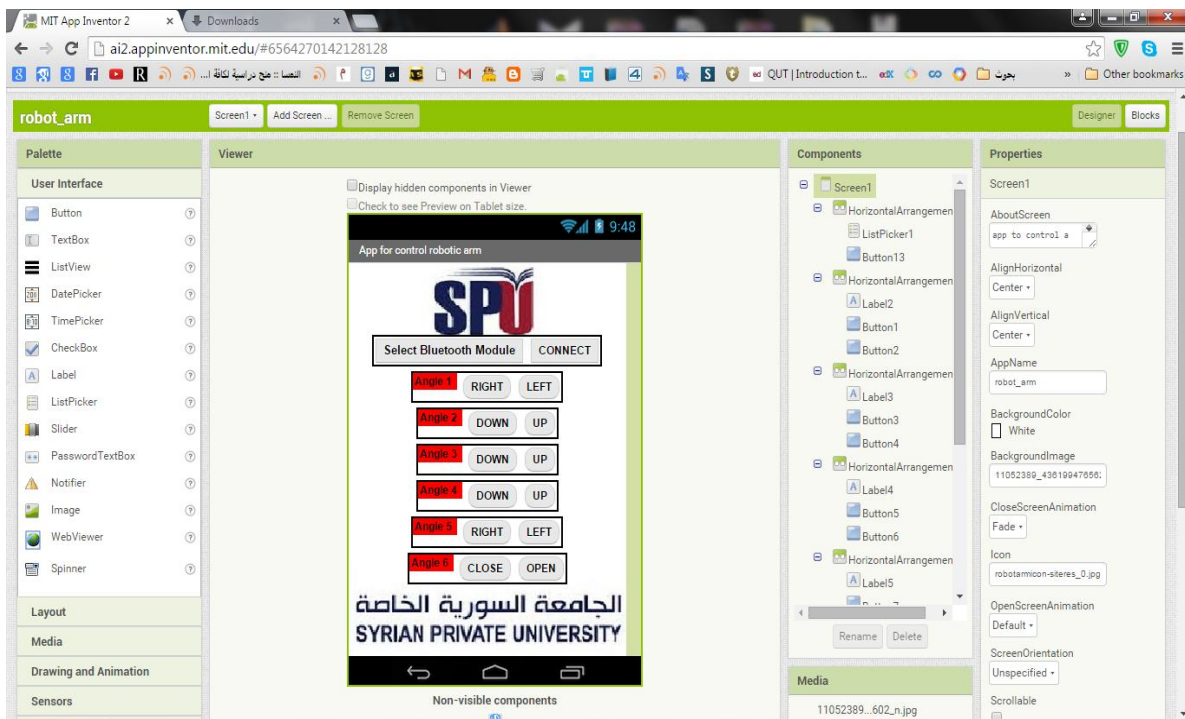 MIT App Inventor 2
Downloads
ai2.appinventor.mit.edu/#6564270142128128
النمسا :: منح دراسية لكافة ا...
QUT | Introduction t...
edX
بحوث
Other bookmarks
robot_arm
Screen1
Add Screen ...
Remove Screen
Designer
Blocks
Palette
User Interface
Button
TextBox
ListView
DatePicker
TimePicker
CheckBox
Label
ListPicker
Slider
PasswordTextBox
Notifier
Image
WebViewer
Spinner
Layout
Media
Drawing and Animation
Sensors
Viewer
Display hidden components in Viewer
Check to see Preview on Tablet size.
9:48
App for control robotic arm
SPU
Select Bluetooth Module CONNECT
Angle 1 RIGHT LEFT
Angle 2 DOWN UP
Angle 3 DOWN UP
Angle 4 DOWN UP
Angle 5 RIGHT LEFT
Angle 6 CLOSE OPEN
الجامعة السورية الخاصة
SYRIAN PRIVATE UNIVERSITY
Non-visible components
Components
Screen1
HorizontalArrangemen
ListPicker1
Button13
HorizontalArrangemen
Label2
Button1
Button2
HorizontalArrangemen
Label3
Button3
Button4
HorizontalArrangemen
Label4
Button5
Button6
HorizontalArrangemen
Label5
Rename Delete
Media
11052389...602_n.jpg
Properties
Screen1
AboutScreen
app to control a
AlignHorizontal
Center
AlignVertical
Center
AppName
robot_arm
BackgroundColor
White
BackgroundImage
CloseScreenAnimation
Fade
Icon
robotarmicon-siteres_0.jpg
OpenScreenAnimation
Default
ScreenOrientation
Unspecified
Scrollable